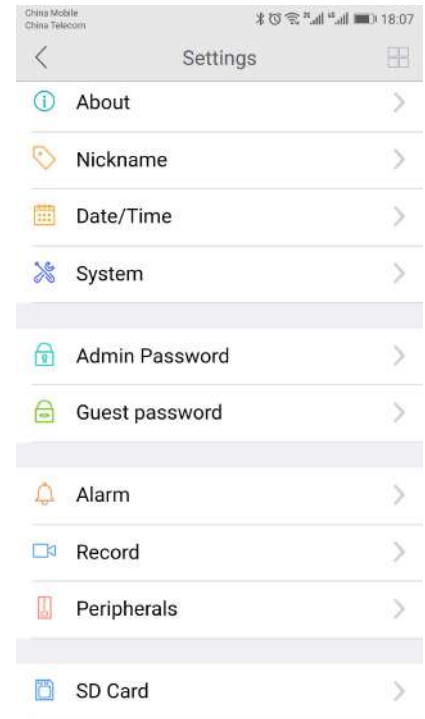 China Mobile
China Telecom
18:07
Settings
About
Nickname
Date/Time
System
Admin Password
Guest password
Alarm
Record
Peripherals
SD Card